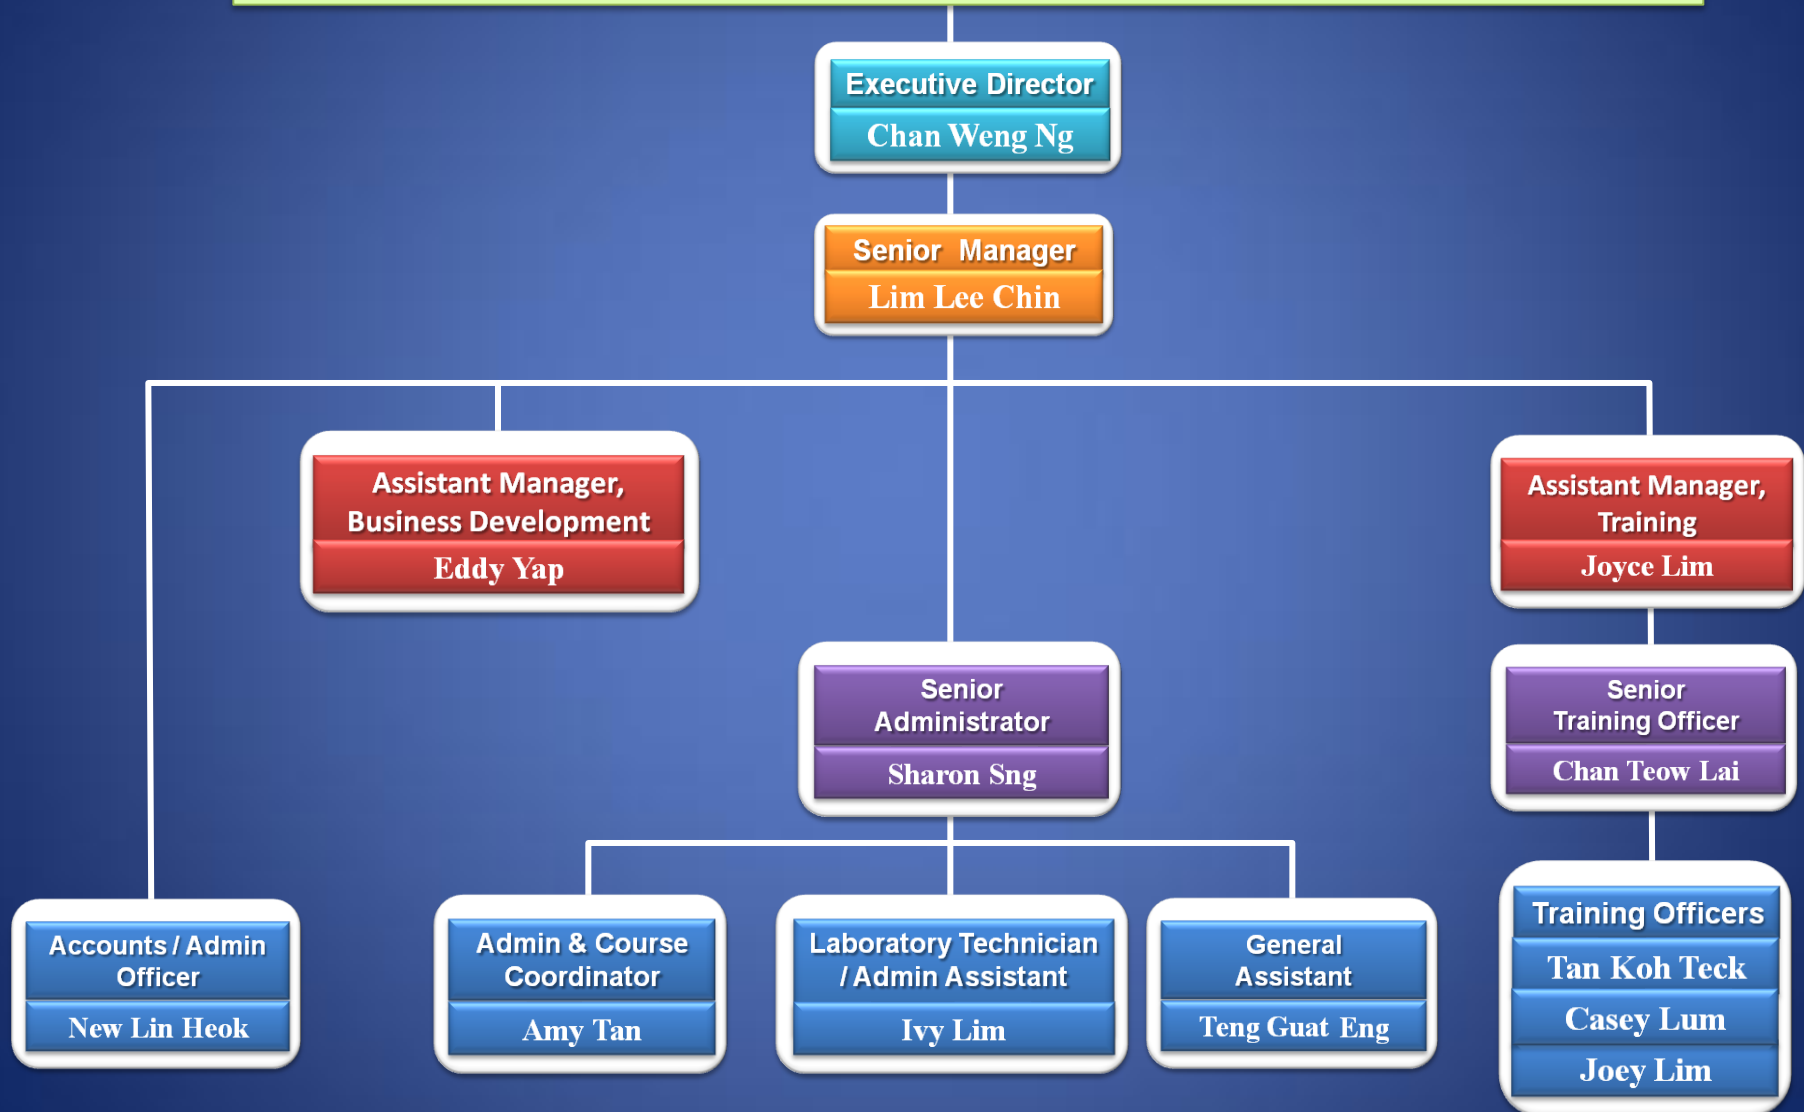 Executive Director
Chan Weng Ng
Senior Manager
Lim Lee Chin
Assistant Manager,
Business Development
Eddy Yap
Assistant Manager,
Training
Joyce Lim
Senior
Administrator
Sharon Sng
Senior
Training Officer
Chan Teow Lai
Accounts / Admin
Officer
New Lin Heok
Admin & Course
Coordinator
Amy Tan
Laboratory Technician
/ Admin Assistant
Ivy Lim
General
Assistant
Teng Guat Eng
Training Officers
Tan Koh Teck
Casey Lum
Joey Lim